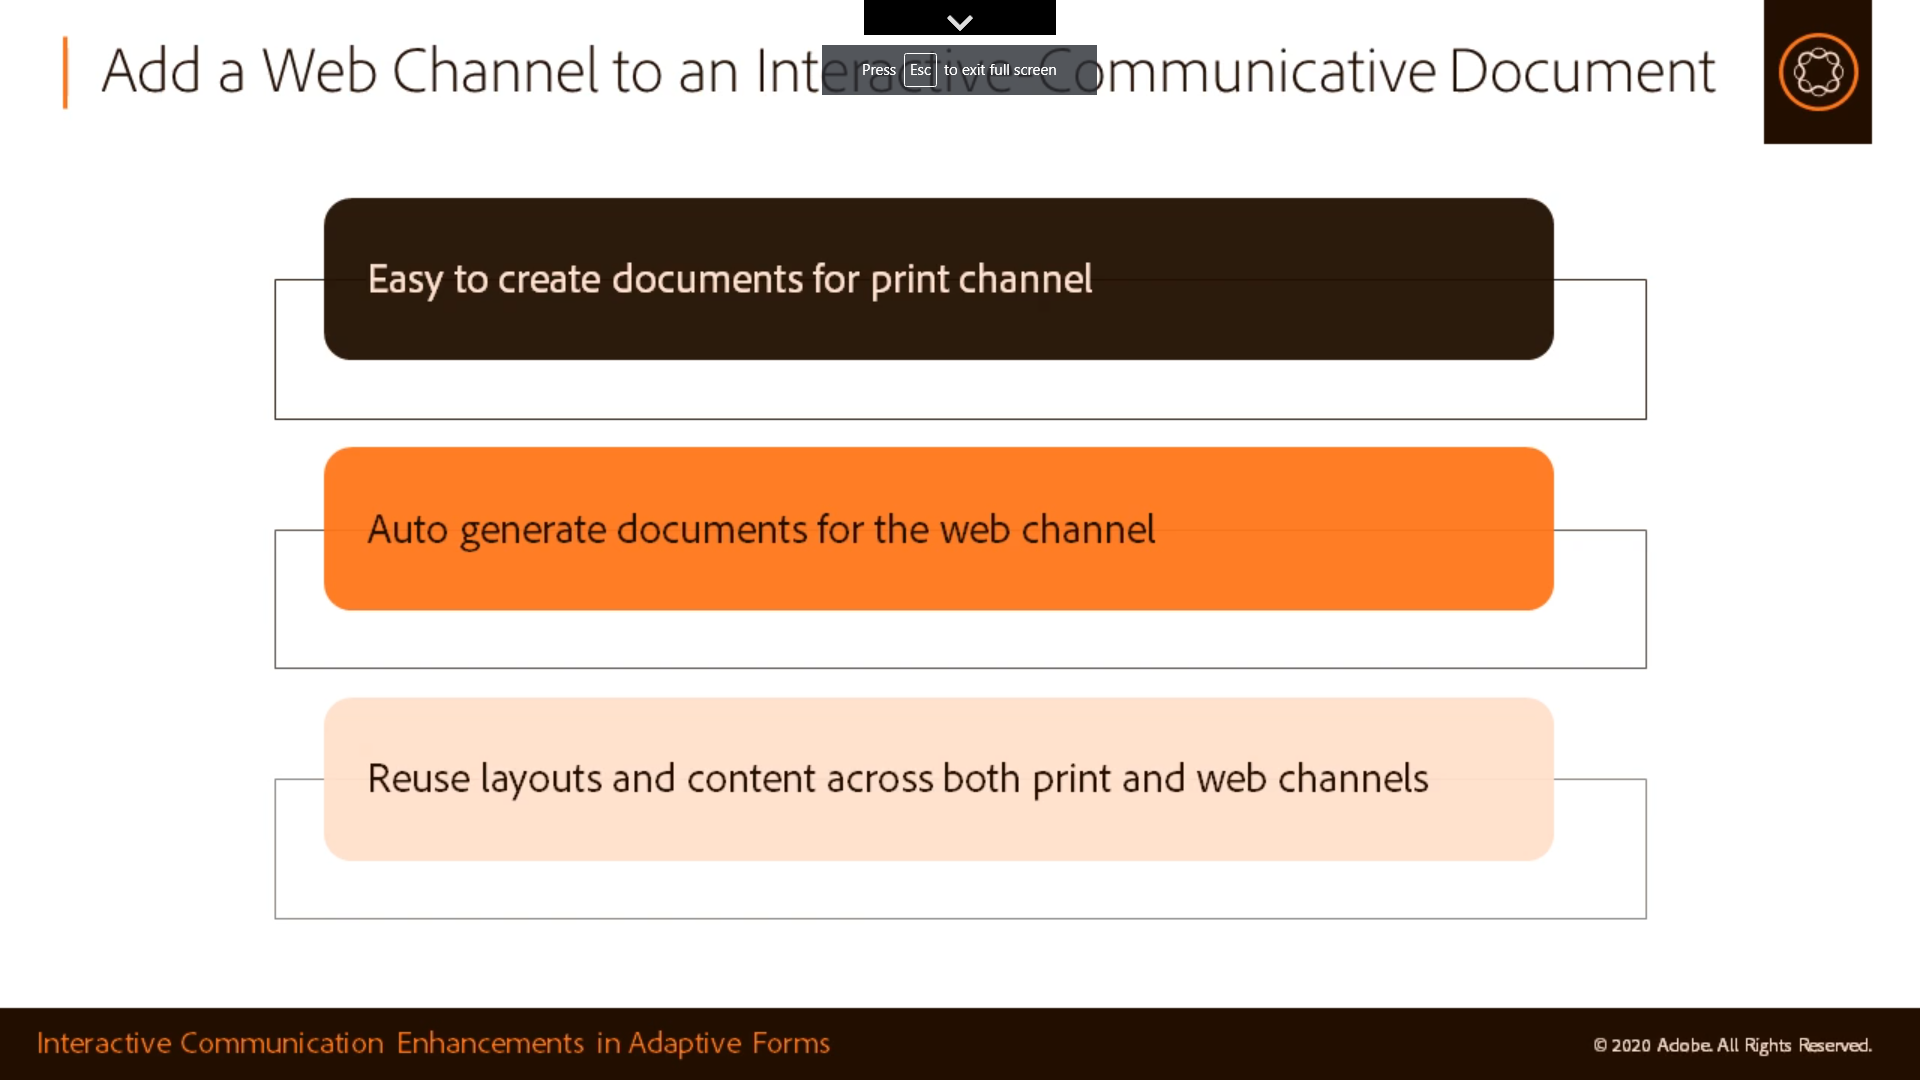 Add a Web Channel to an Interactive-Communicative Document
Press Esc to exit full screen
Easy to create documents for print channel
Auto generate documents for the web channel
Reuse layouts and content across both print and web channels
Interactive Communication Enhancements in Adaptive Forms
© 2020 Adobe. All Rights Reserved.